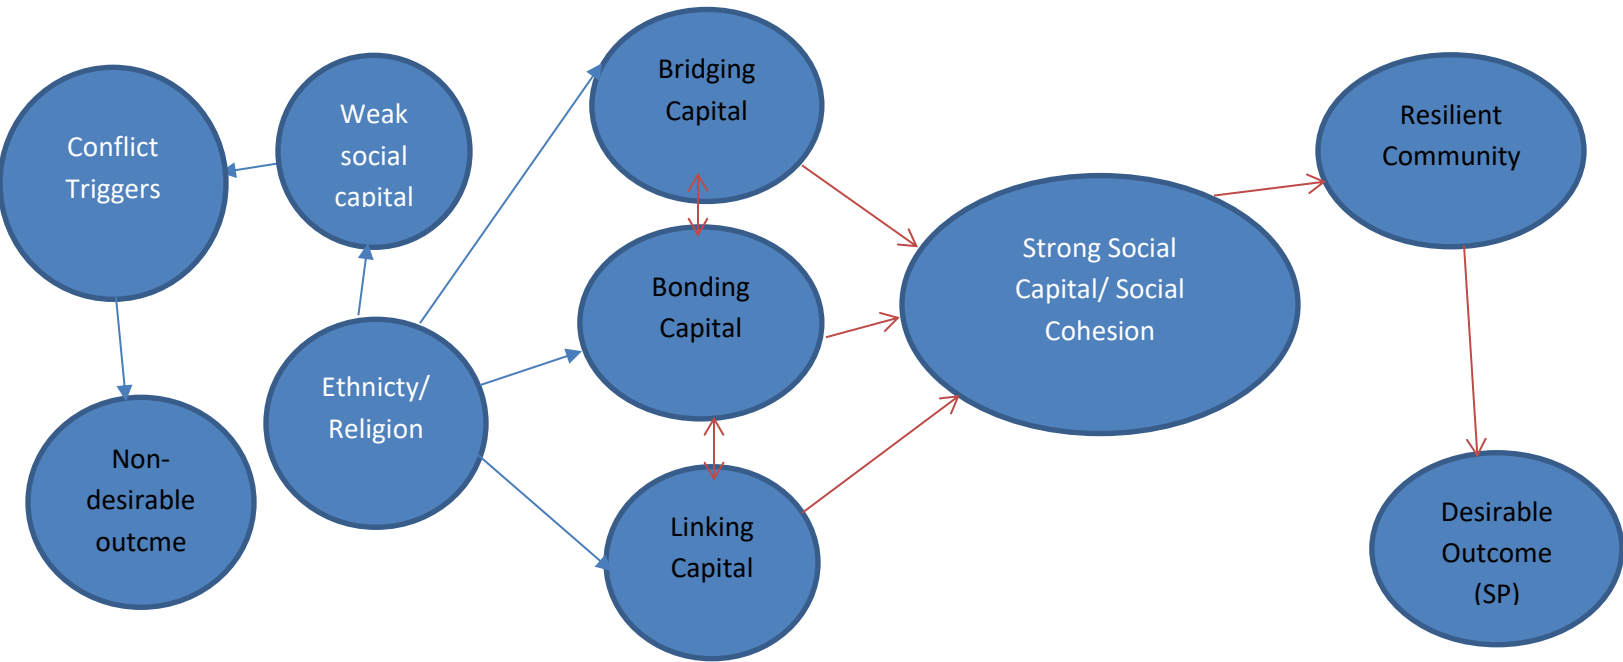 Conflict
Triggers
Weak
social
capital
Non-
desirable
outcme
Ethnicty/
Religion
Bridging
Capital
Bonding
Capital
Linking
Capital
Strong Social
Capital/ Social
Cohesion
Resilient
Community
Desirable
Outcome
(SP)